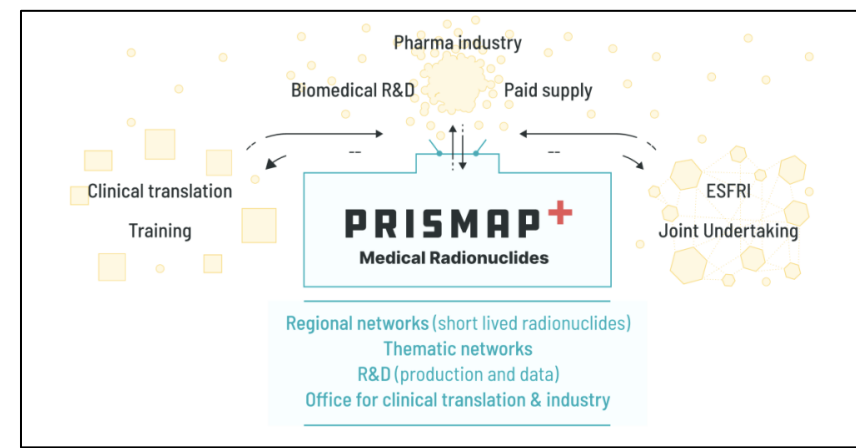 Pharma industry
Biomedical R&D
Paid supply
Clinical translation
Training
ESFRI
Joint Undertaking
PRISMAP+
Medical Radionuclides
Regional networks (short lived radionuclides)
Thematic networks
R&D (production and data)
Office for clinical translation & industry